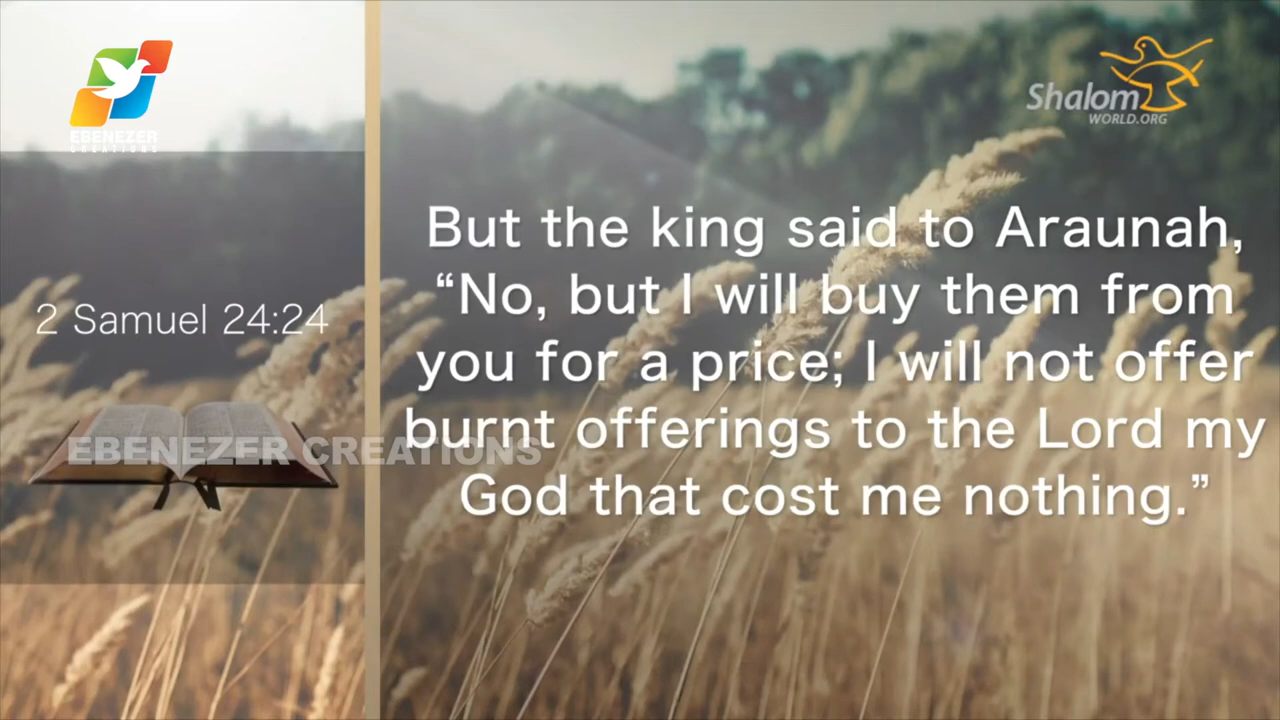 EBENEZER
CREATIONS
Shalom
WORLD.ORG
2 Samuel 24:24
But the king said to Araunah,
“No, but I will buy them from
you for a price; I will not offer
burnt offerings to the Lord my
God that cost me nothing.”
EBENEZER CREATIONS